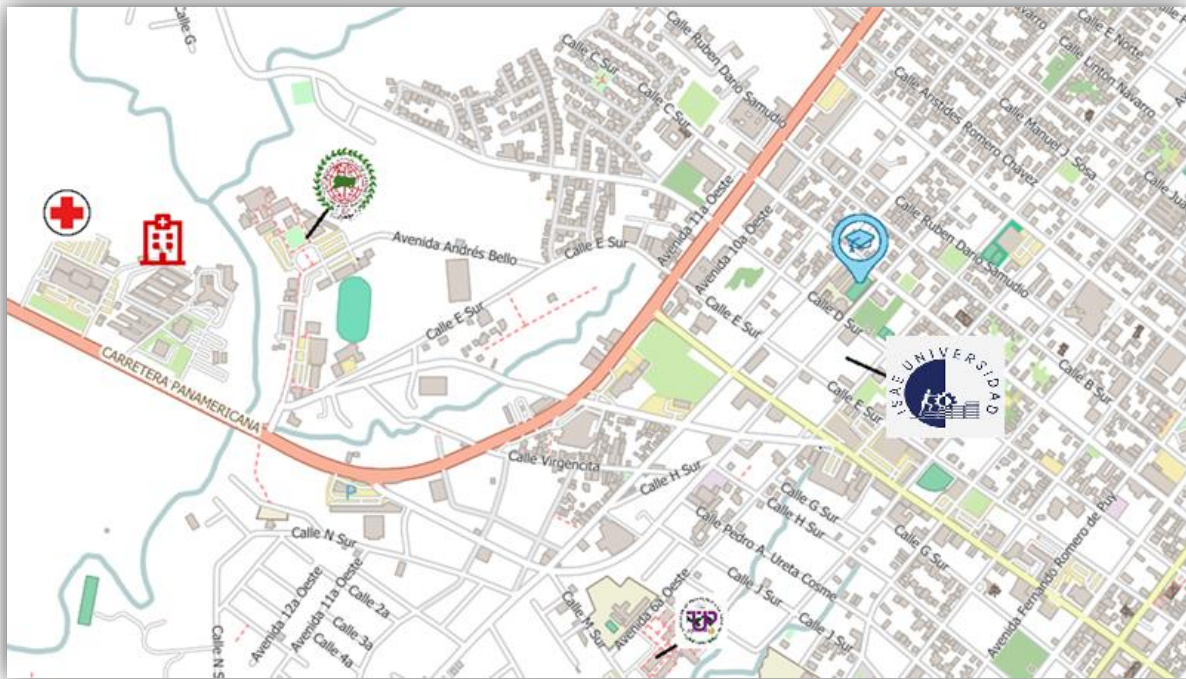 Calle G
Calle Ruben Dario Samudio
Calle C Sur
Calle C Sur
Calle E Norte
Calle Linton Navarro
Calle Aristides Romero Chávez
Calle Manuel J. Sosa
Avenida Andrés Bello
Calle E Sur
Avenida 11a Oeste
Avenida 10a Oeste
Calle Ruben Dario Samudio
Calle E Sur
Calle E Sur
Calle D Sur
CARRETERA PANAMERICANA
ISAE UNIVERSIDAD
Calle B Sur
Calle E Sur
Calle Virgencita
Calle H Sur
P
Calle G Sur
Calle H Sur
Calle Pedro A. Ureta Cosme
Calle G Sur
Avenida Fernando Romero de Puy
Calle N Sur
Avenida 12a Oeste
Avenida 11a Oeste
Calle 2a
Calle 3a
Calle 4a
Calle N S
Calle M Sur
Avenida 6a Oeste
Calle J Sur
Calle J Sur